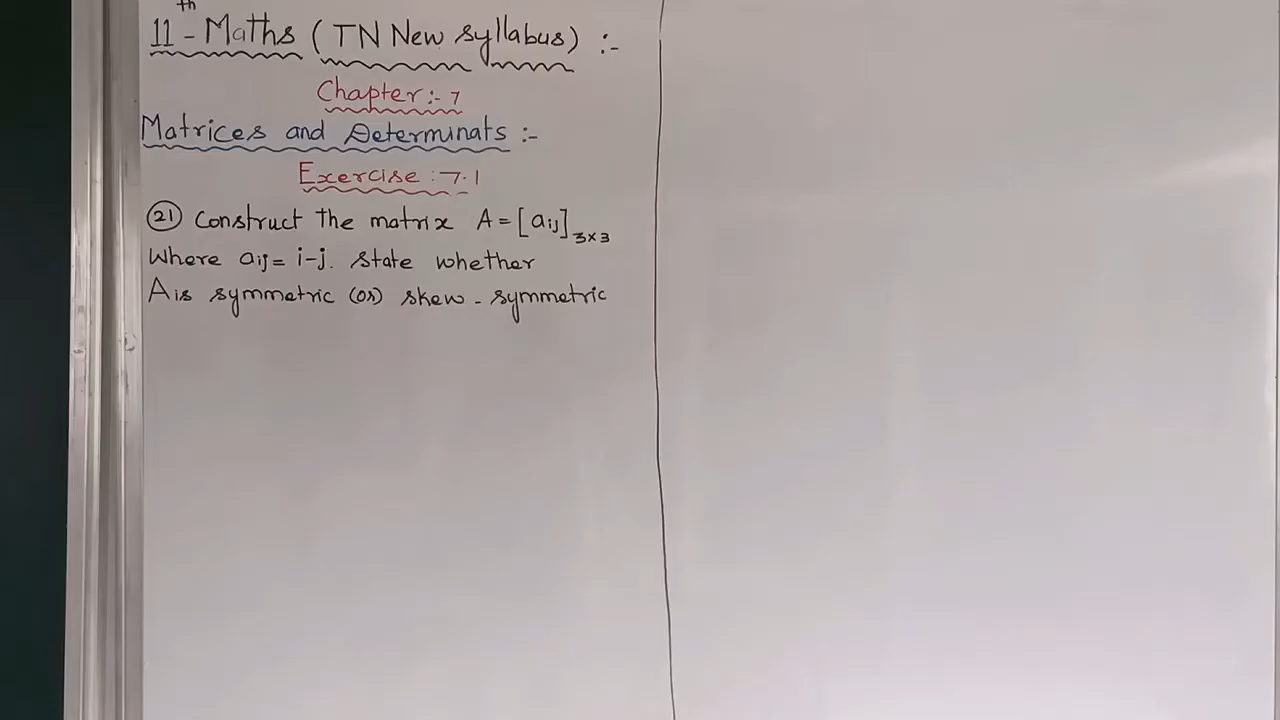 11th - Maths (TN New syllabus) :-
Chapter :- 7
Matrices and Determinats :-
Exercise : 7.1
(21) Construct the matrix A = [aij]3×3
Where aij = i-j. state whether
A is symmetric (or) skew - symmetric